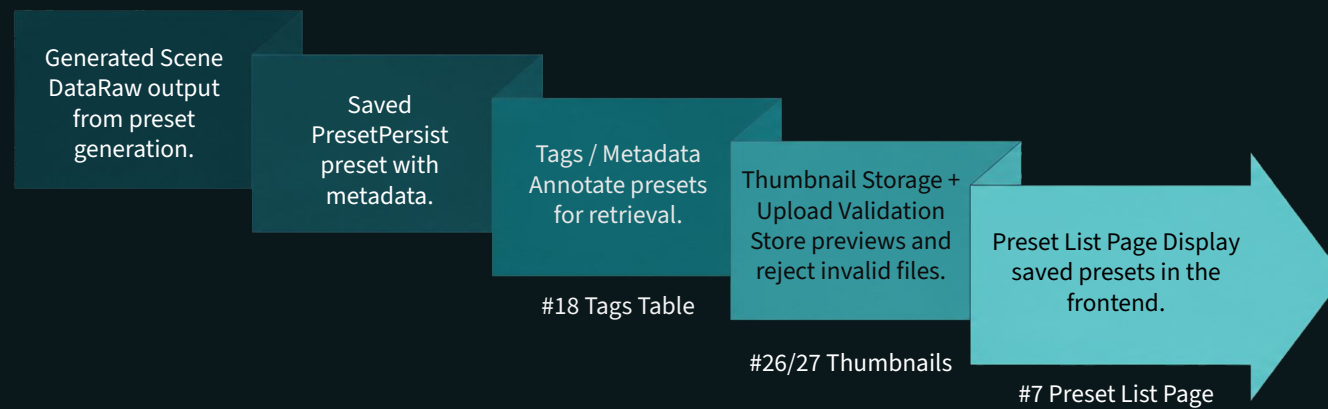 Generated Scene
DataRaw output
from preset
generation.
Saved
PresetPersist
preset with
metadata.
Tags / Metadata
Annotate presets
for retrieval.
#18 Tags Table
Thumbnail Storage +
Upload Validation
Store previews and
reject invalid files.
#26/27 Thumbnails
Preset List Page Display
saved presets in the
frontend.
#7 Preset List Page